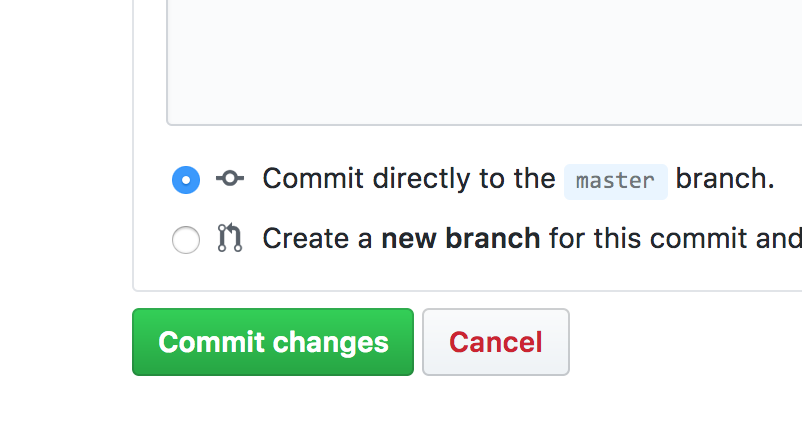 Commit directly to the master branch.
Create a new branch for this commit and
Commit changes
Cancel